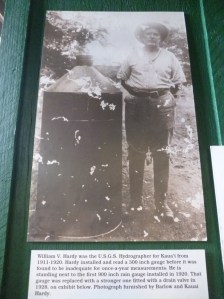 William V. Hardy was the U.S.G.S. Hydrographer for Kaua'i from
1911-1920. Hardy installed and read a 300 inch gauge before it was
found to be inadequate for once-a-year measurements. He is
standing next to the first 900 inch rain gauge installed in 1920. That
gauge was replaced with a stronger one fitted with a drain valve in
1928, on exhibit below. Photograph furnished by Barlow and Kauai
Hardy.